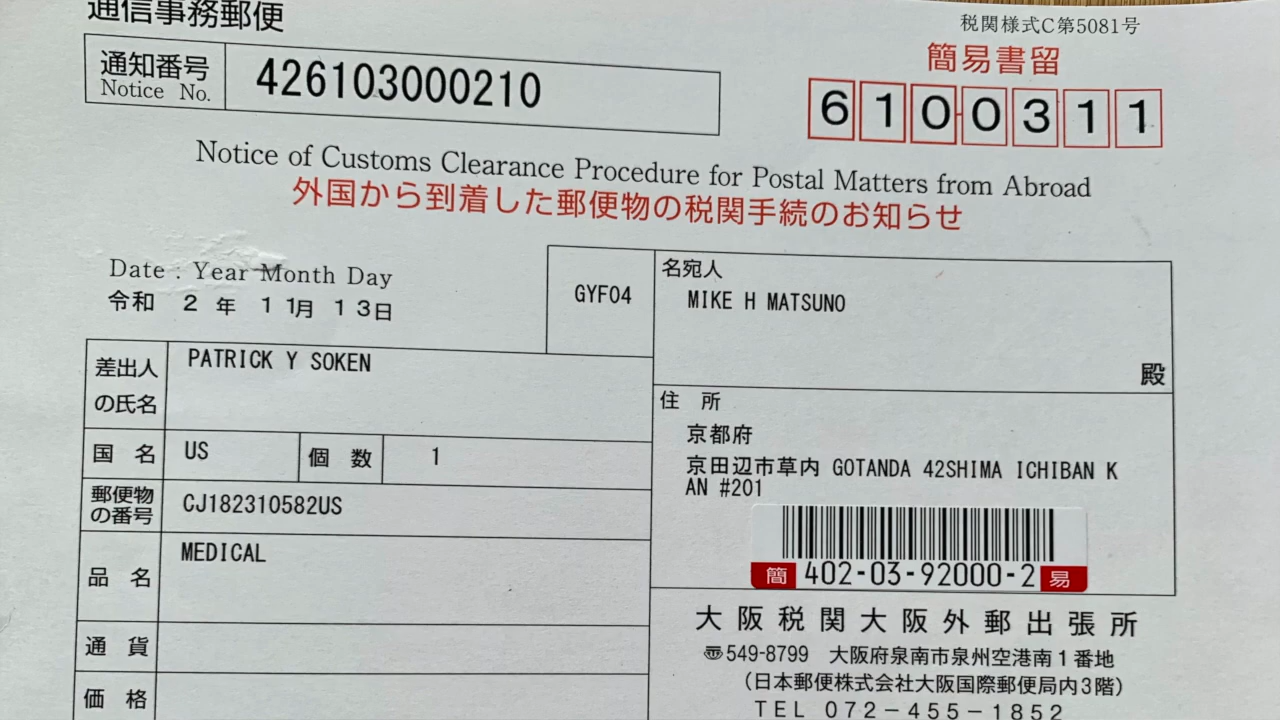 通信事務郵便
税関様式C第5081号
通知番号
Notice No.
426103000210
簡易書留
6100311
Notice of Customs Clearance Procedure for Postal Matters from Abroad
外国から到着した郵便物の税関手続のお知らせ
Date : Year Month Day
令和 2 年 11月 13日
GYF04
名宛人
MIKE H MATSUNO
殿
差出人
の氏名
PATRICK Y SOKEN
国 名
US
個 数
1
郵便物
の番号
CJ182310582US
品 名
MEDICAL
通 貨
価 格
住 所
京都府
京田辺市草内 GOTANDA 42SHIMA ICHIBAN K
AN #201
簡 402-03-92000-2 易
大阪税関大阪外郵出張所
〠549-8799 大阪府泉南市泉州空港南1番地
(日本郵便株式会社大阪国際郵便局内3階)
TEL 072-455-1852